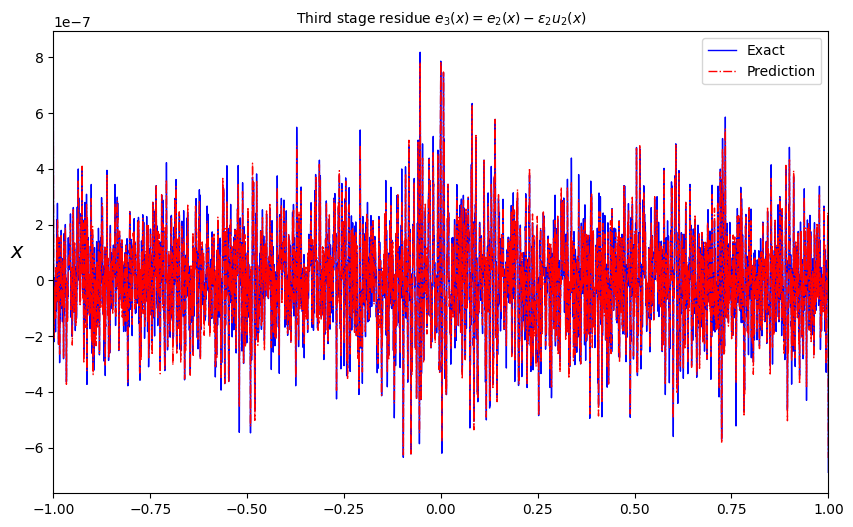 Third stage residue e₃(x) = e₂(x) − ε₂u₂(x)
1e−7
Exact
Prediction
8
6
4
2
0
−2
−4
−6
x
−1.00 −0.75 −0.50 −0.25 0.00 0.25 0.50 0.75 1.00